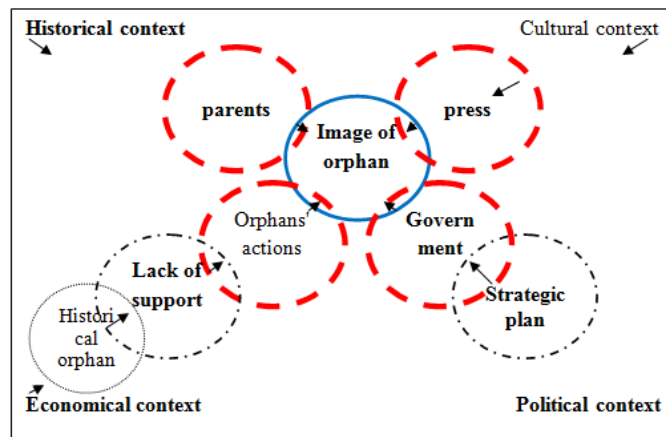 Historical context
Cultural context
parents
press
Image of
orphan
Orphans'
actions
Govern
ment
Lack of
support
Strategic
plan
Histori
cal
orphan
Economical context
Political context